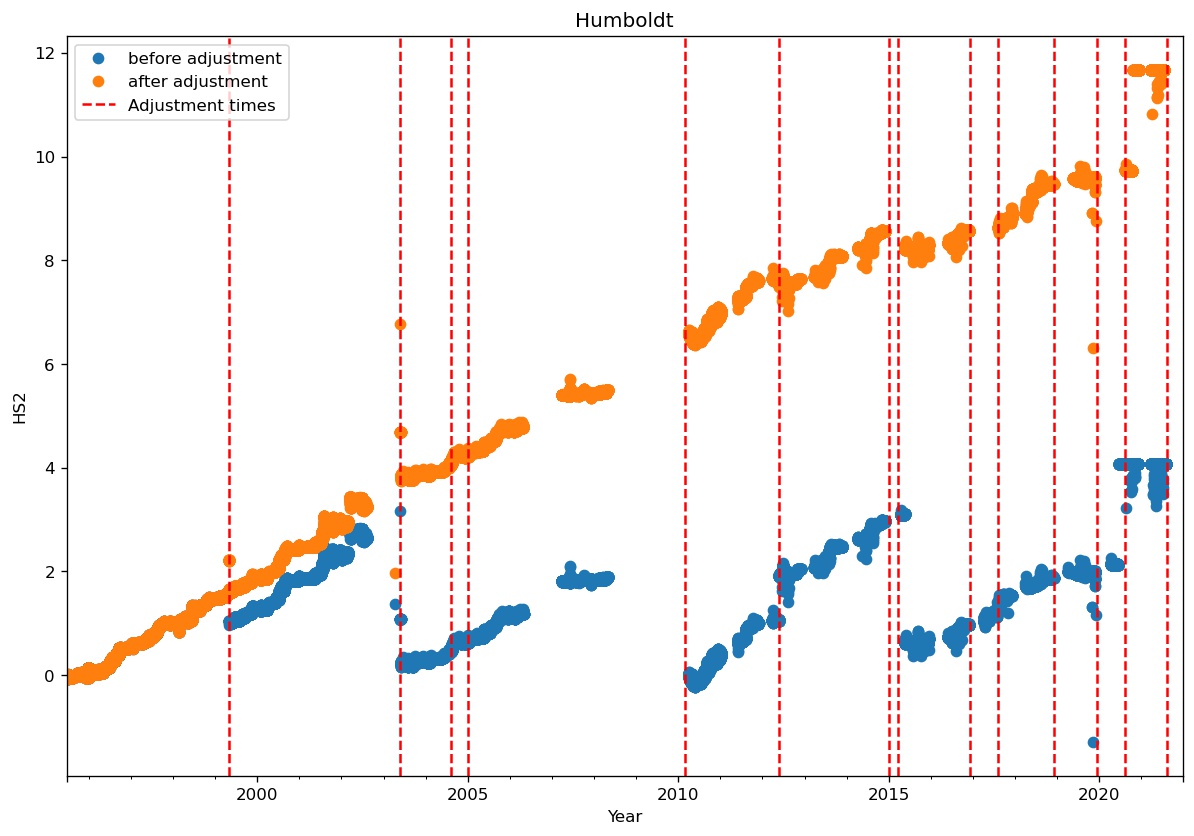 Humboldt
before adjustment
after adjustment
Adjustment times
12
10
8
6
4
2
0
HS2
2000 2005 2010 2015 2020
Year